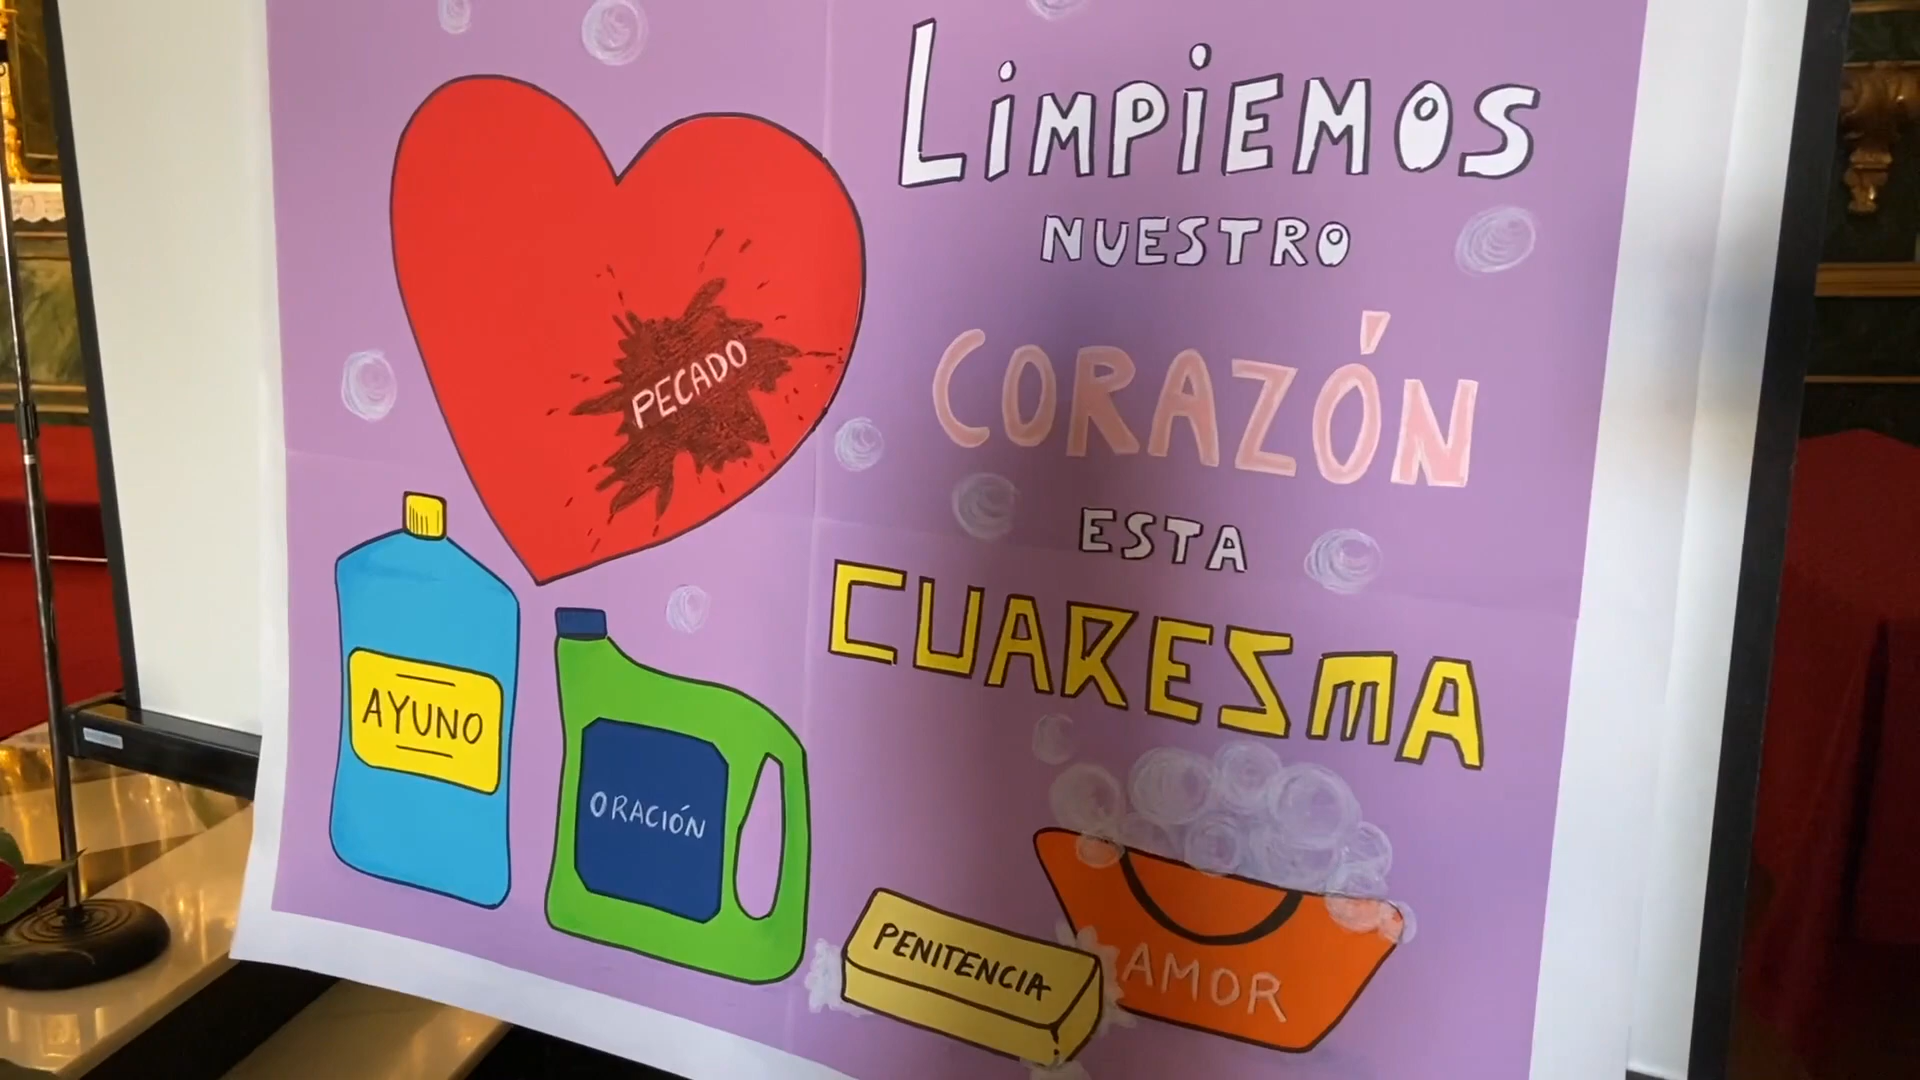 LiMPiEMOS
NUESTRO
CORAZÓN
ESTA
CUARESMA
PECADO
AYUNO
ORACIÓN
PENITENCIA
AMOR